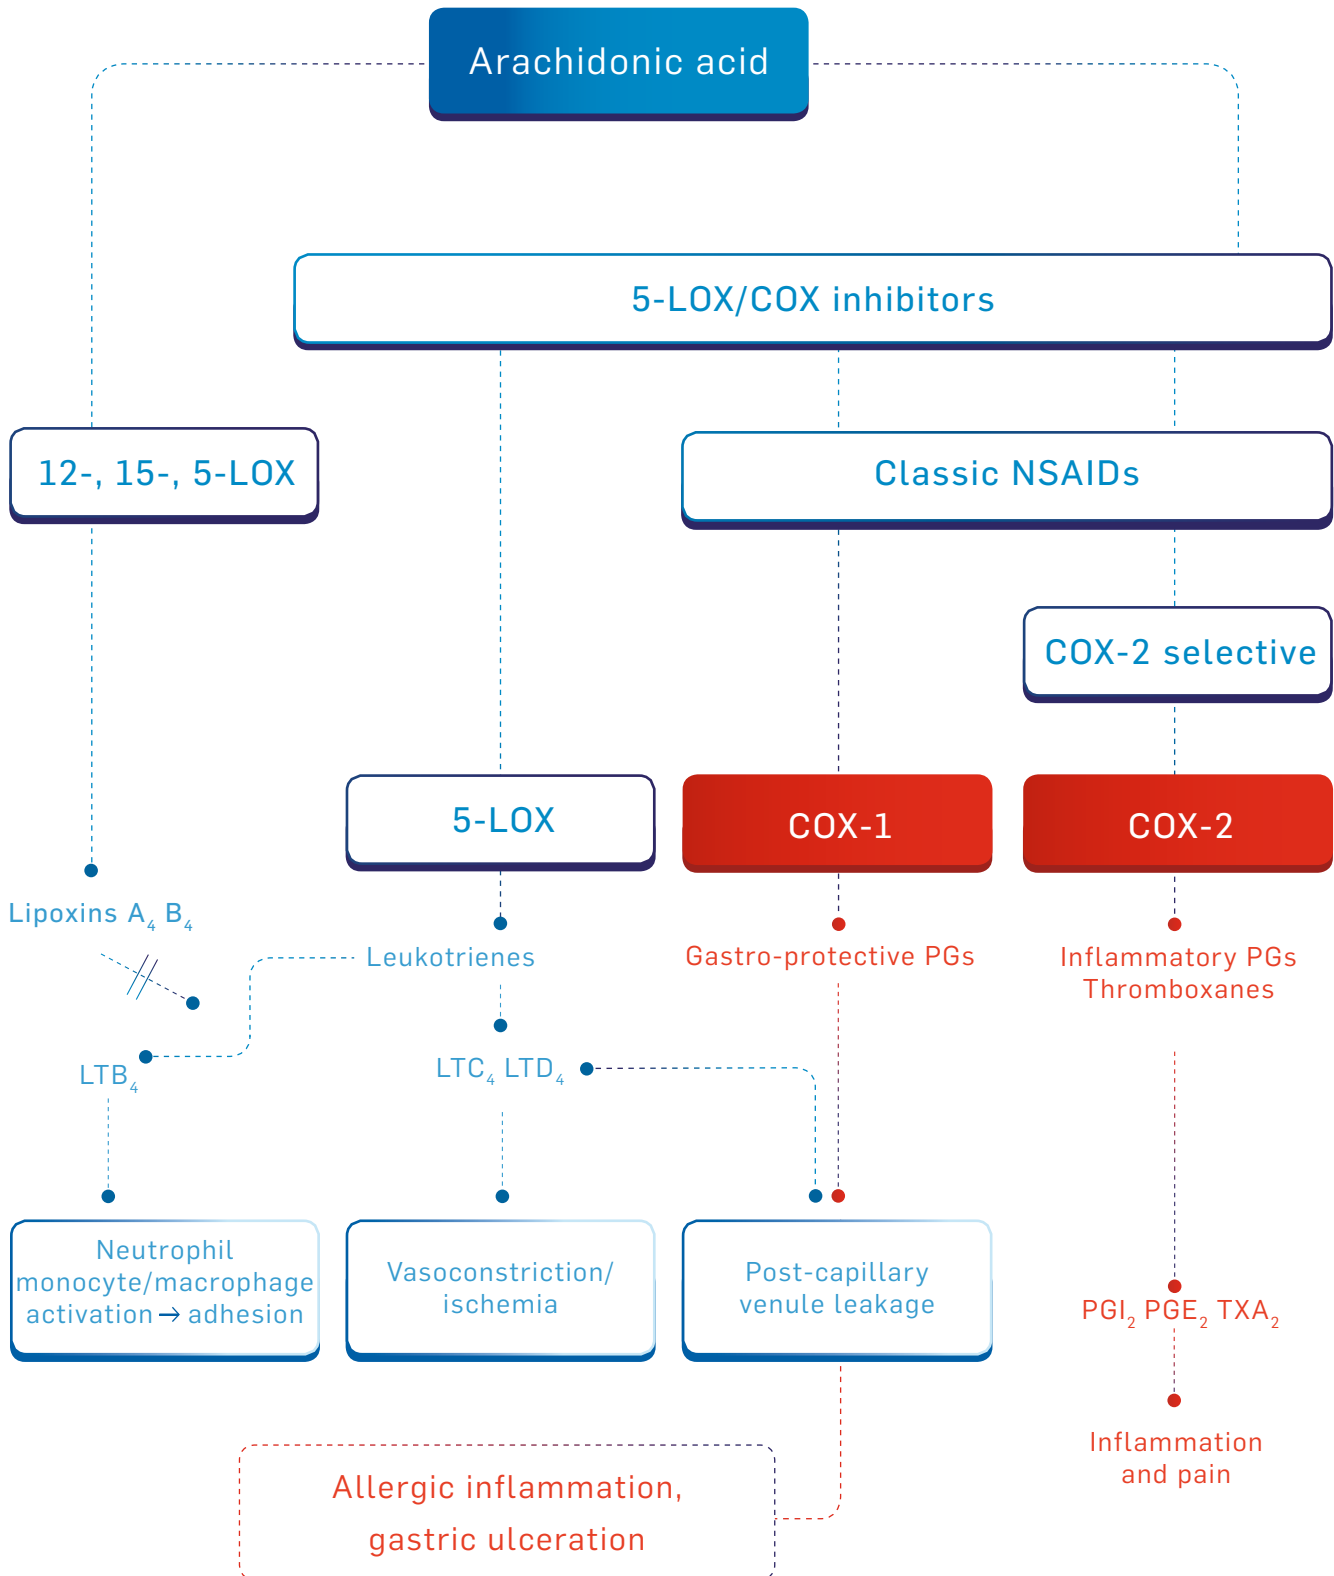 Arachidonic acid
5-LOX/COX inhibitors
12-, 15-, 5-LOX
Classic NSAIDs
COX-2 selective
5-LOX
COX-1
COX-2
Lipoxins A₄ B₄
Leukotrienes
Gastro-protective PGs
Inflammatory PGs
Thromboxanes
LTB₄
LTC₄ LTD₄
Neutrophil
monocyte/macrophage
activation → adhesion
Vasoconstriction/
ischemia
Post-capillary
venule leakage
PGI₂ PGE₂ TXA₂
Inflammation
and pain
Allergic inflammation,
gastric ulceration